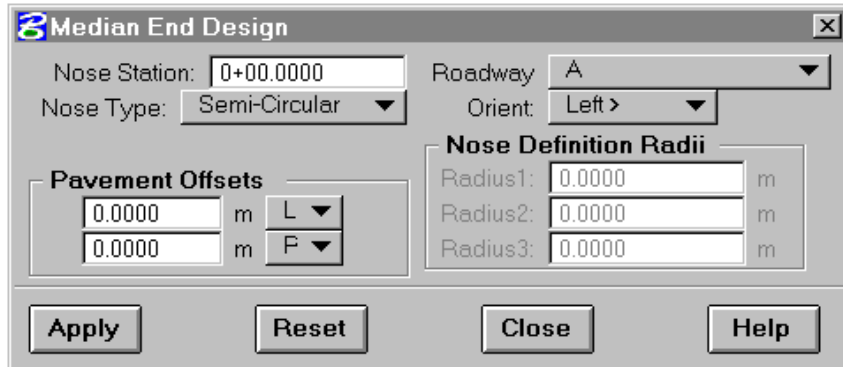 Median End Design
Nose Station: 0+00.0000 Roadway A
Nose Type: Semi-Circular Orient: Left >
Nose Definition Radii
Pavement Offsets
Radius1: 0.0000 m
0.0000 m L
Radius2: 0.0000 m
0.0000 m P
Radius3: 0.0000 m
Apply Reset Close Help